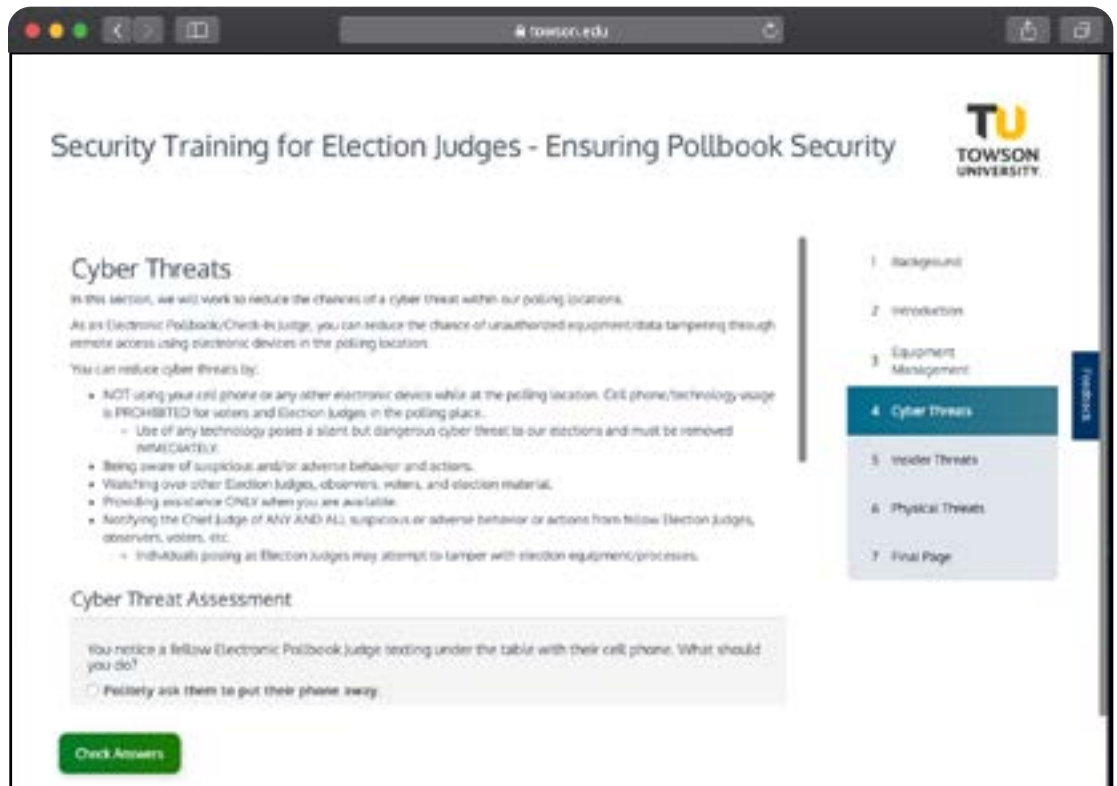 towson.edu
Security Training for Election Judges - Ensuring Pollbook Security
TU
TOWSON
UNIVERSITY.
Cyber Threats
In this section, we will work to reduce the chances of a cyber threat within our polling locations.
As an Electronic Pollbook/Check-In Judge, you can reduce the chance of unauthorized equipment/data tampering through
remote access using electronic devices in the polling location.
You can reduce cyber threats by:
• NOT using your cell phone or any other electronic device while at the polling location. Cell phone/technology usage
is PROHIBITED for voters and Election Judges in the polling place.
◦ Use of any technology poses a silent but dangerous cyber threat to our elections and must be removed
IMMEDIATELY.
• Being aware of suspicious and/or adverse behavior and actions.
• Watching over other Election Judges, observers, voters, and election material.
• Providing assistance ONLY when you are available.
• Notifying the Chief Judge of ANY AND ALL suspicious or adverse behavior or actions from fellow Election Judges,
observers, voters, etc.
◦ Individuals posing as Election Judges may attempt to tamper with election equipment/processes.
Cyber Threat Assessment
You notice a fellow Electronic Pollbook Judge texting under the table with their cell phone. What should
you do?
Politely ask them to put their phone away.
Check Answers
1 Background
2 Introduction
3 Equipment
Management
4 Cyber Threats
5 Insider Threats
6 Physical Threats
7 Final Page
Feedback